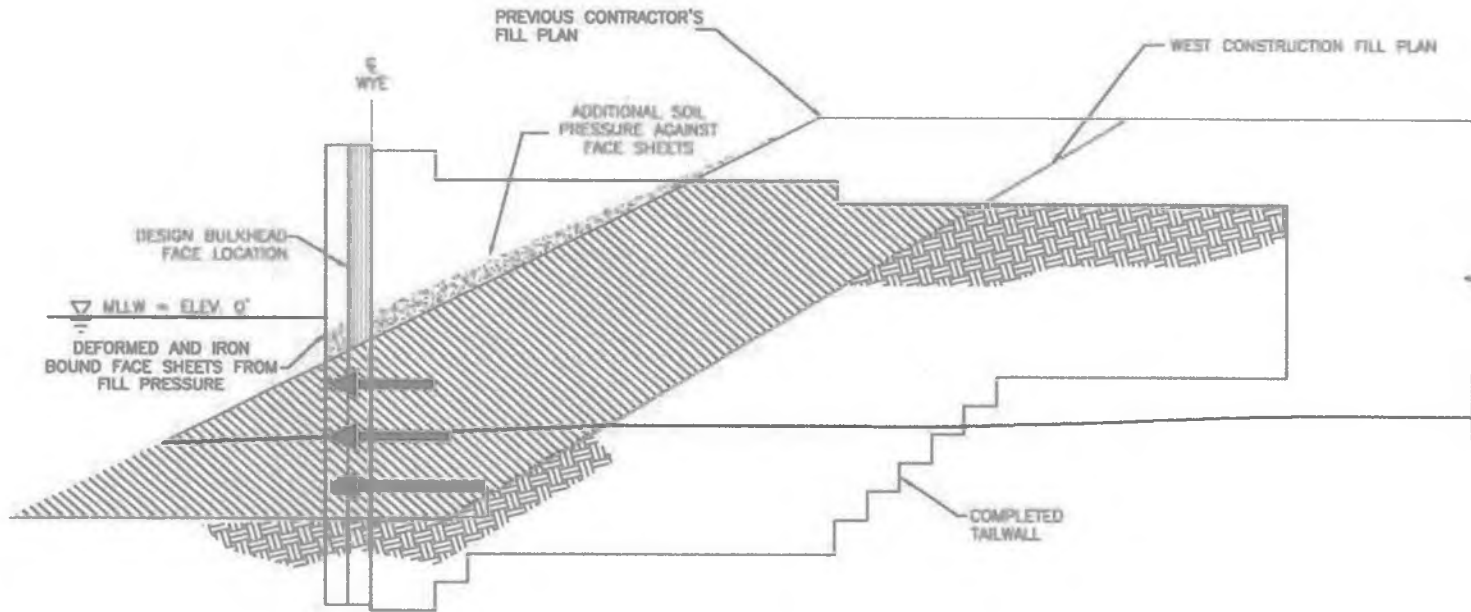 PREVIOUS CONTRACTOR'S
FILL PLAN
WEST CONSTRUCTION FILL PLAN
℄
WYE
ADDITIONAL SOIL
PRESSURE AGAINST
FACE SHEETS
DESIGN BULKHEAD
FACE LOCATION
MLLW = ELEV. 0'
DEFORMED AND IRON
BOUND FACE SHEETS FROM
FILL PRESSURE
COMPLETED
TAILWALL